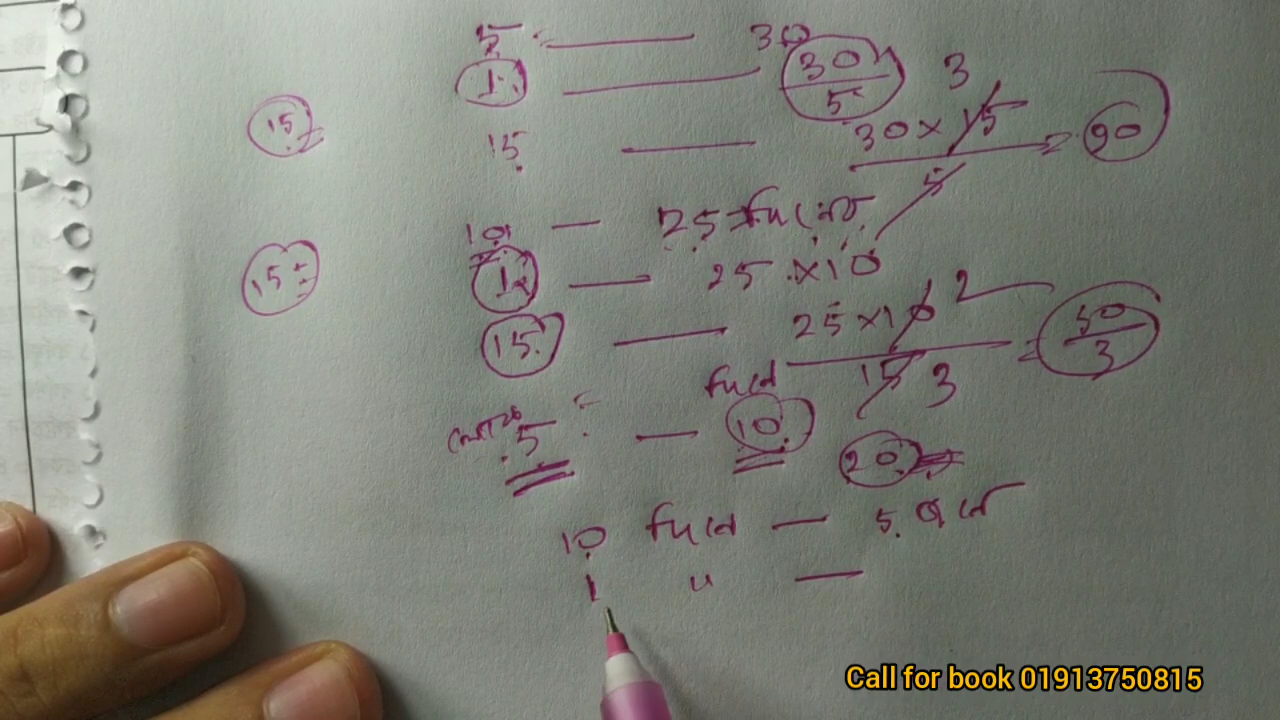 5 — 30
1 — 30/5
15 15 — 30 × 15 / 5 = 90 3
10 — 25 দিনে
15 1 — 25 × 10
15 — 25 × 10 / 15 = 50/3 2 3
5 — 10 দিনে
20
10 দিনে — 5
1 " —
Call for book 01913750815